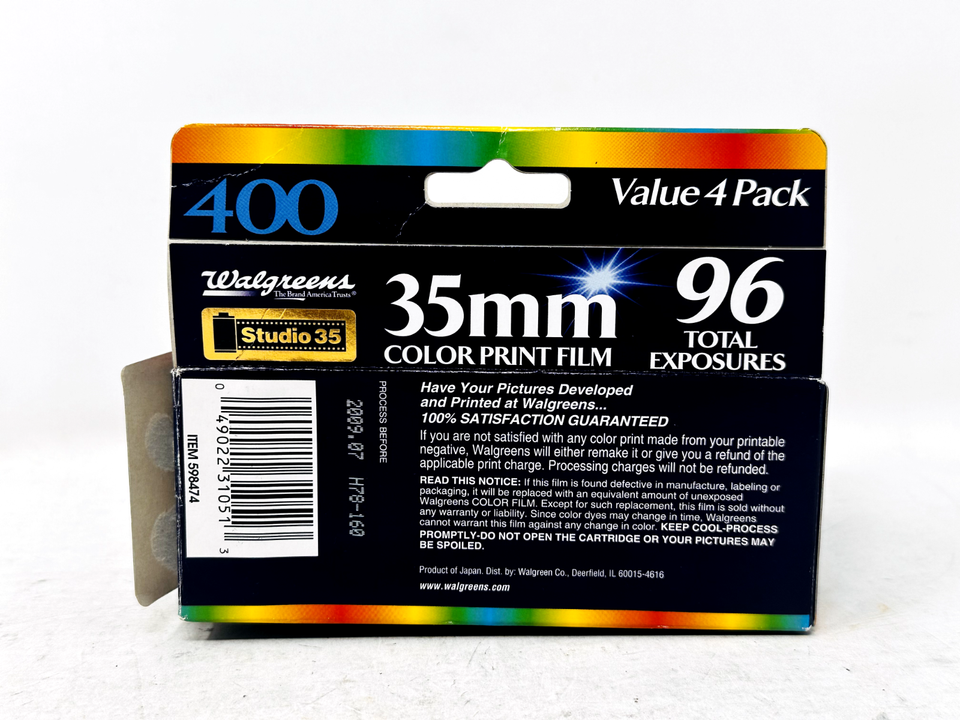 400
Value 4 Pack
Walgreens
The Brand America Trusts®
Studio 35
35mm
COLOR PRINT FILM
96
TOTAL
EXPOSURES
0 49022 31051 3
ITEM 598474
2009.07 H78-160
PROCESS BEFORE
Have Your Pictures Developed
and Printed at Walgreens...
100% SATISFACTION GUARANTEED
If you are not satisfied with any color print made from your printable
negative, Walgreens will either remake it or give you a refund of the
applicable print charge. Processing charges will not be refunded.
READ THIS NOTICE: If this film is found defective in manufacture, labeling or
packaging, it will be replaced with an equivalent amount of unexposed
Walgreens COLOR FILM. Except for such replacement, this film is sold without
any warranty or liability. Since color dyes may change in time, Walgreens
cannot warrant this film against any change in color. KEEP COOL-PROCESS
PROMPTLY-DO NOT OPEN THE CARTRIDGE OR YOUR PICTURES MAY
BE SPOILED.
Product of Japan. Dist. by: Walgreen Co., Deerfield, IL 60015-4616
www.walgreens.com